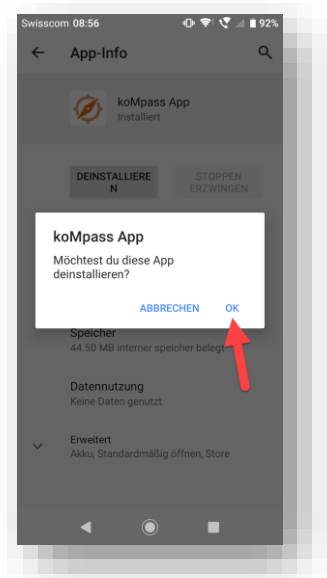 Swisscom 08:56 92%
App-Info
koMpass App
Installiert
DEINSTALLIERE
N
STOPPEN
ERZWINGEN
koMpass App
Möchtest du diese App
deinstallieren?
ABBRECHEN OK
Speicher
44.50 MB interner speicher belegt
Datennutzung
Keine Daten genutzt
Erweitert
Akku, Standardmäßig öffnen, Store